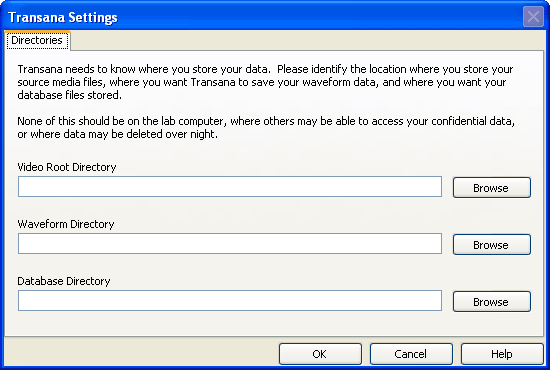 Transana Settings
Directories
Transana needs to know where you store your data.  Please identify the location where you store your
source media files, where you want Transana to save your waveform data, and where you want your
database files stored.
None of this should be on the lab computer, where others may be able to access your confidential data,
or where data may be deleted over night.
Video Root Directory
Browse
Waveform Directory
Browse
Database Directory
Browse
OK
Cancel
Help